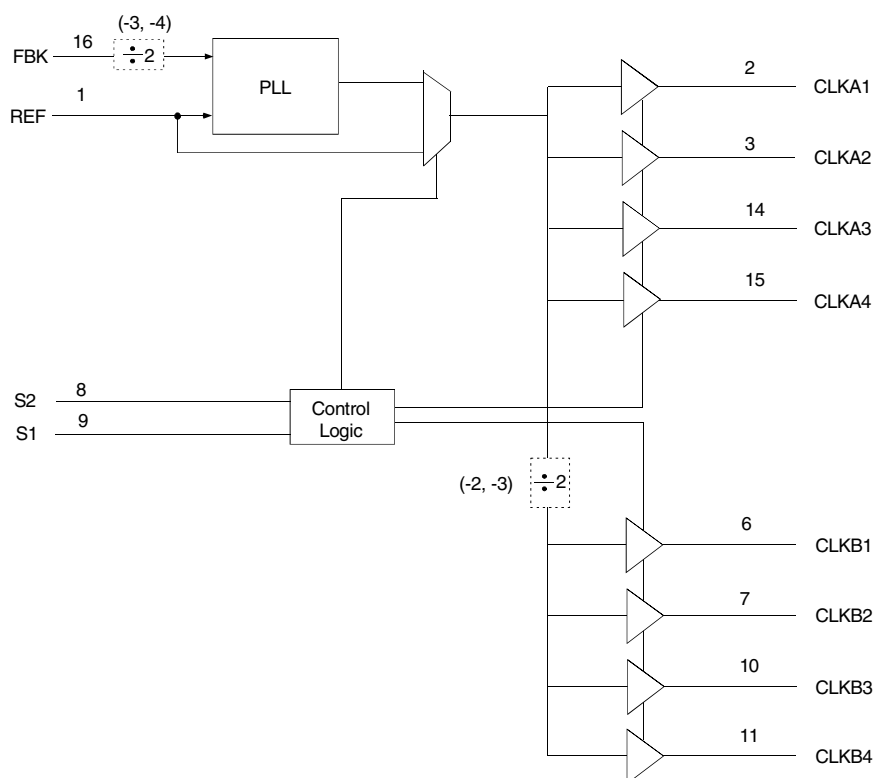 (-3, -4)
FBK 16 ÷2
PLL
REF 1
2 CLKA1
3 CLKA2
14 CLKA3
15 CLKA4
S2 8
S1 9
Control
Logic
(-2, -3) ÷2
6 CLKB1
7 CLKB2
10 CLKB3
11 CLKB4